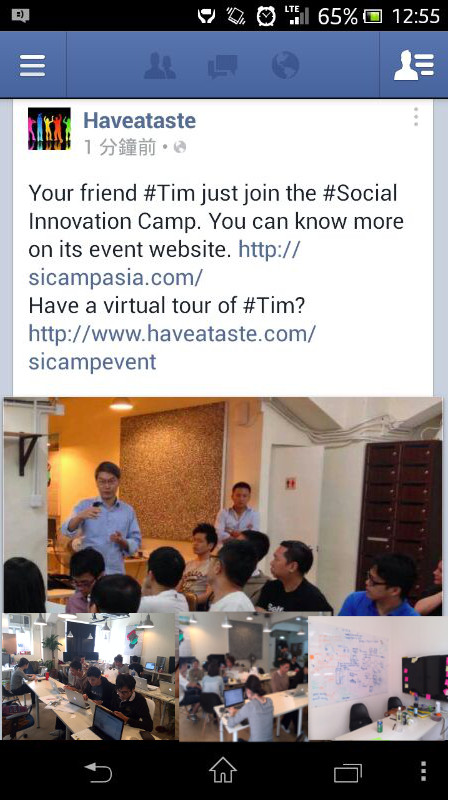 LTE 65% 12:55
Haveataste
1 分鐘前 •
Your friend #Tim just join the #Social
Innovation Camp. You can know more
on its event website. http://
sicampasia.com/
Have a virtual tour of #Tim?
http://www.haveataste.com/
sicampevent